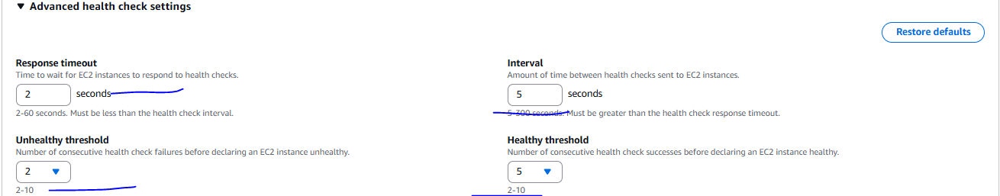 ▼ Advanced health check settings
Restore defaults
Response timeout
Time to wait for EC2 instances to respond to health checks.
2 seconds
2-60 seconds. Must be less than the health check interval.
Interval
Amount of time between health checks sent to EC2 instances.
5 seconds
5-300 seconds. Must be greater than the health check response timeout.
Unhealthy threshold
Number of consecutive health check failures before declaring an EC2 instance unhealthy.
2
2-10
Healthy threshold
Number of consecutive health check successes before declaring an EC2 instance healthy.
5
2-10